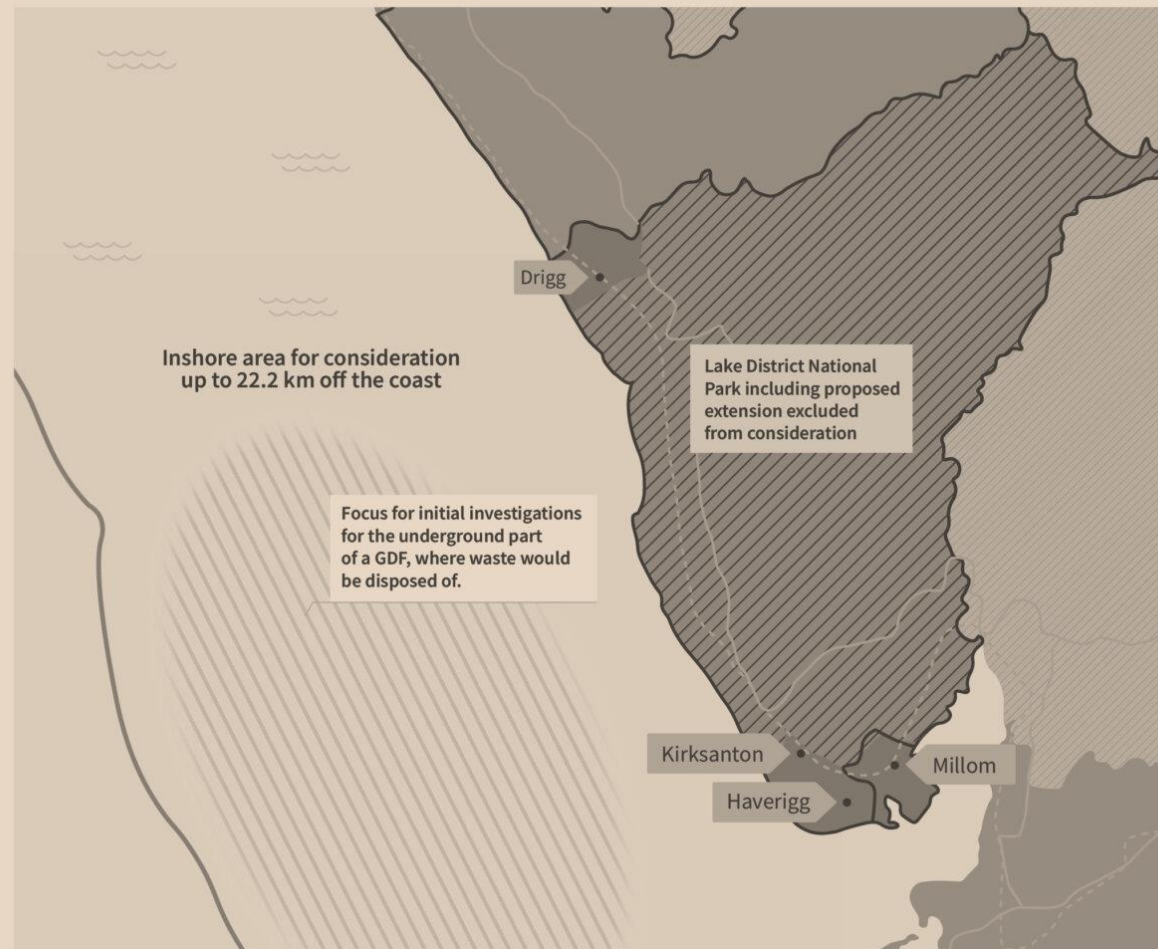 Drigg
Inshore area for consideration
up to 22.2 km off the coast
Lake District National
Park including proposed
extension excluded
from consideration
Focus for initial investigations
for the underground part
of a GDF, where waste would
be disposed of.
Kirksanton
Millom
Haverigg